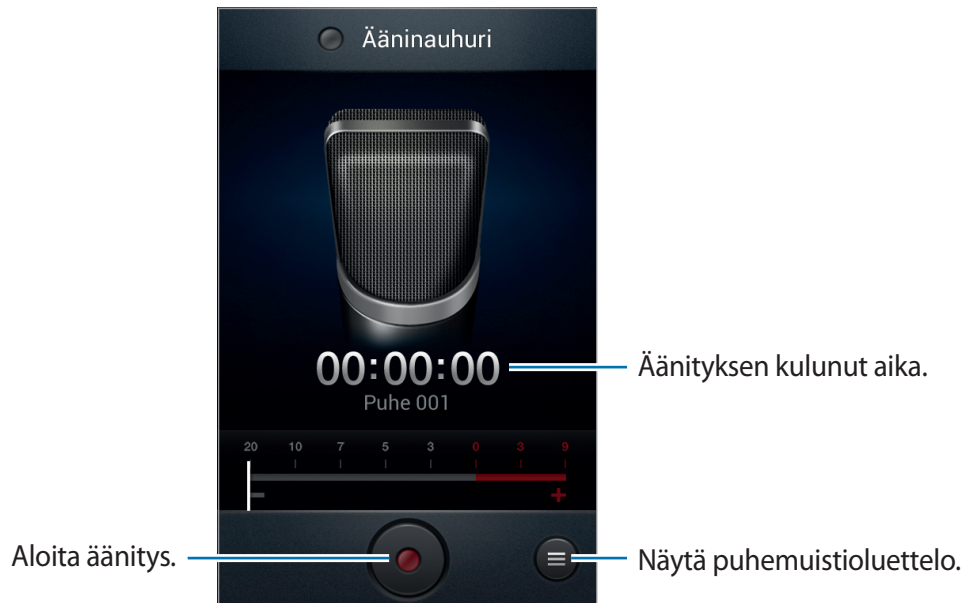 Ääninauhuri
00:00:00
Äänityksen kulunut aika.
Puhe 001
20 10 7 5 3 0 3 9
- +
Aloita äänitys.
Näytä puhemuistioluettelo.